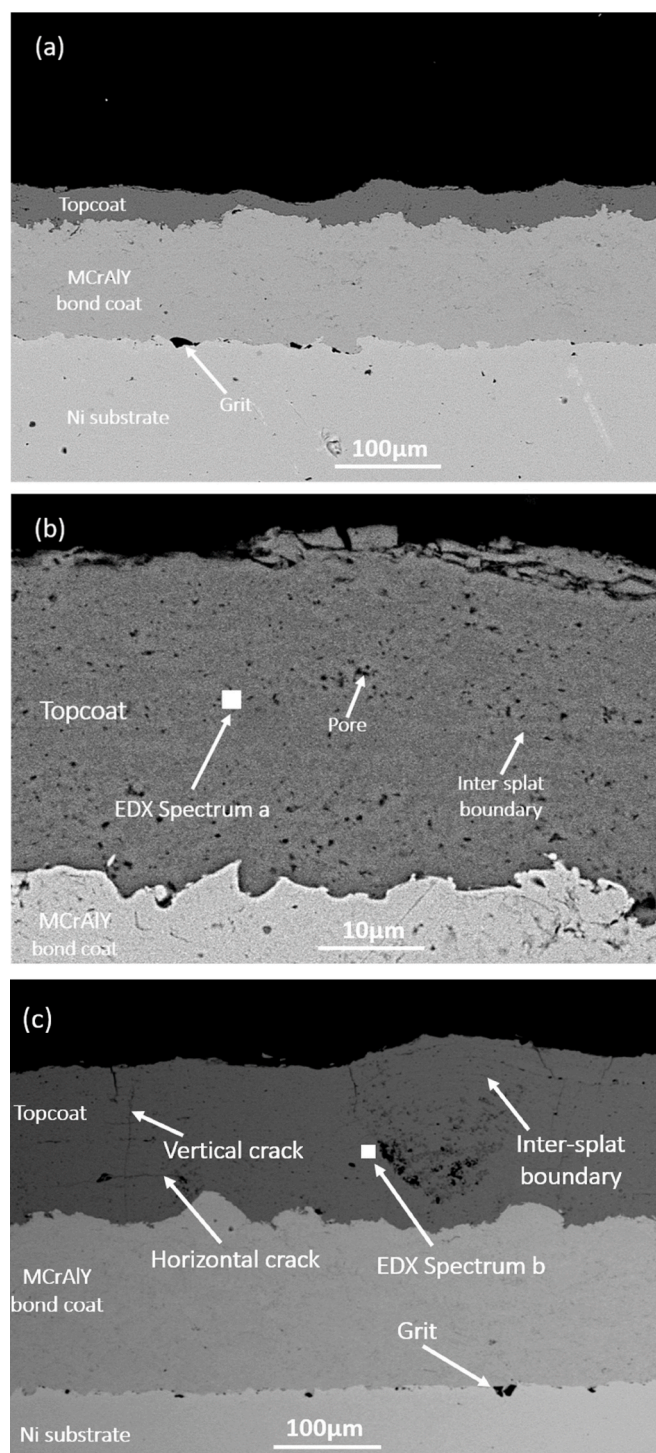 (a)
Topcoat
MCrAlY
bond coat
Grit
Ni substrate
100µm
(b)
Topcoat
Pore
EDX Spectrum a
Inter splat
boundary
MCrAlY
bond coat
10µm
(c)
Topcoat
Vertical crack
Inter-splat
boundary
Horizontal crack
EDX Spectrum b
MCrAlY
bond coat
Grit
Ni substrate
100µm